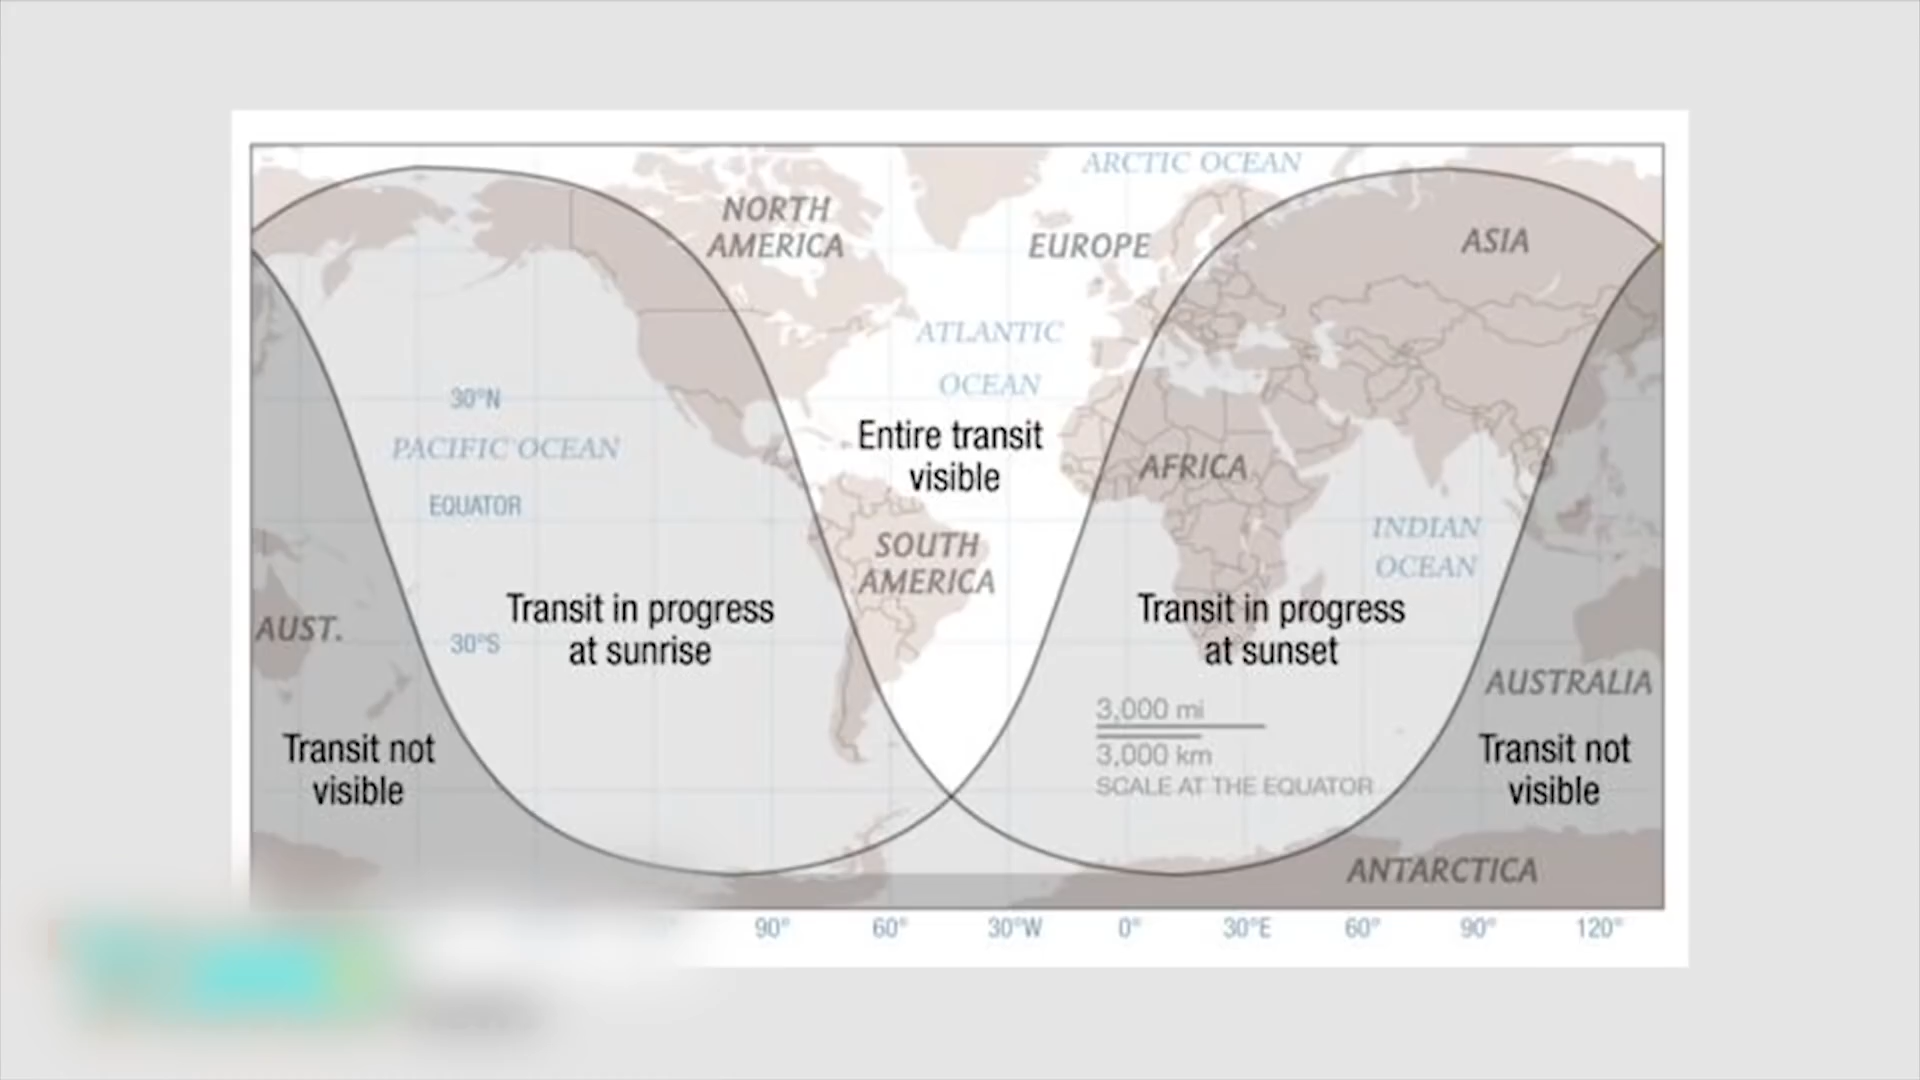 ARCTIC OCEAN
NORTH
AMERICA
EUROPE
ASIA
ATLANTIC
OCEAN
30°N
PACIFIC OCEAN
Entire transit
visible
AFRICA
EQUATOR
INDIAN
OCEAN
SOUTH
AMERICA
Transit in progress
at sunrise
Transit in progress
at sunset
AUST.
30°S
AUSTRALIA
3,000 mi
3,000 km
SCALE AT THE EQUATOR
Transit not
visible
Transit not
visible
ANTARCTICA
90° 60° 30°W 0° 30°E 60° 90° 120°